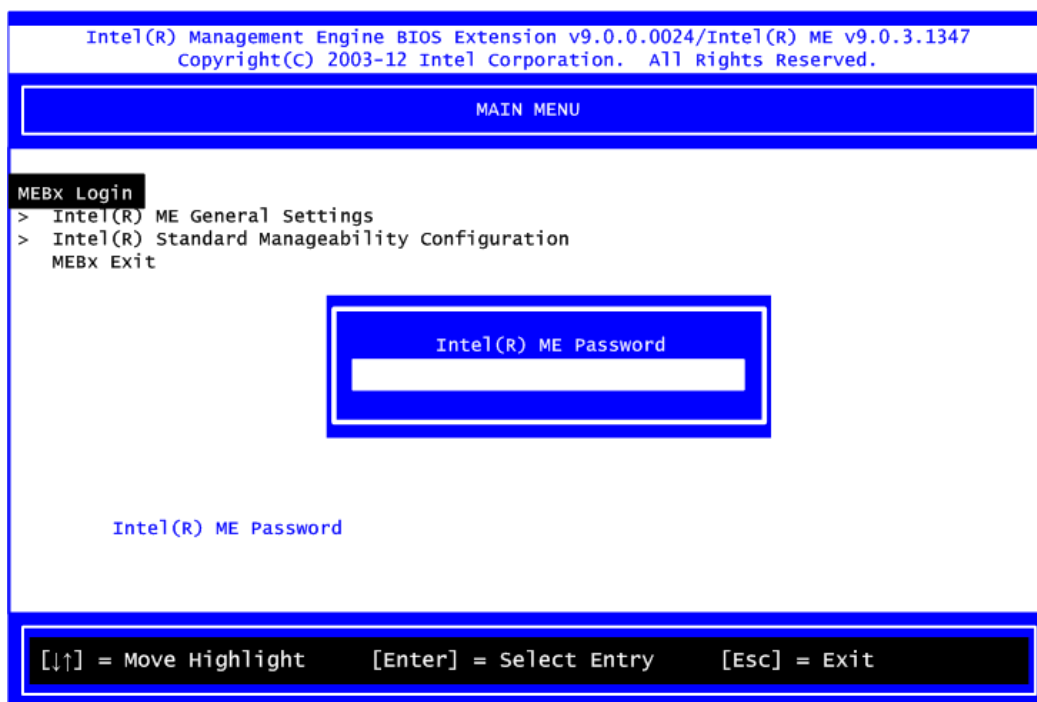 Intel(R) Management Engine BIOS Extension v9.0.0.0024/Intel(R) ME v9.0.3.1347
Copyright(C) 2003-12 Intel Corporation.  All Rights Reserved.
MAIN MENU
MEBx Login
>  Intel(R) ME General Settings
>  Intel(R) Standard Manageability Configuration
MEBx Exit
Intel(R) ME Password
Intel(R) ME Password
[↓↑] = Move Highlight     [Enter] = Select Entry     [Esc] = Exit